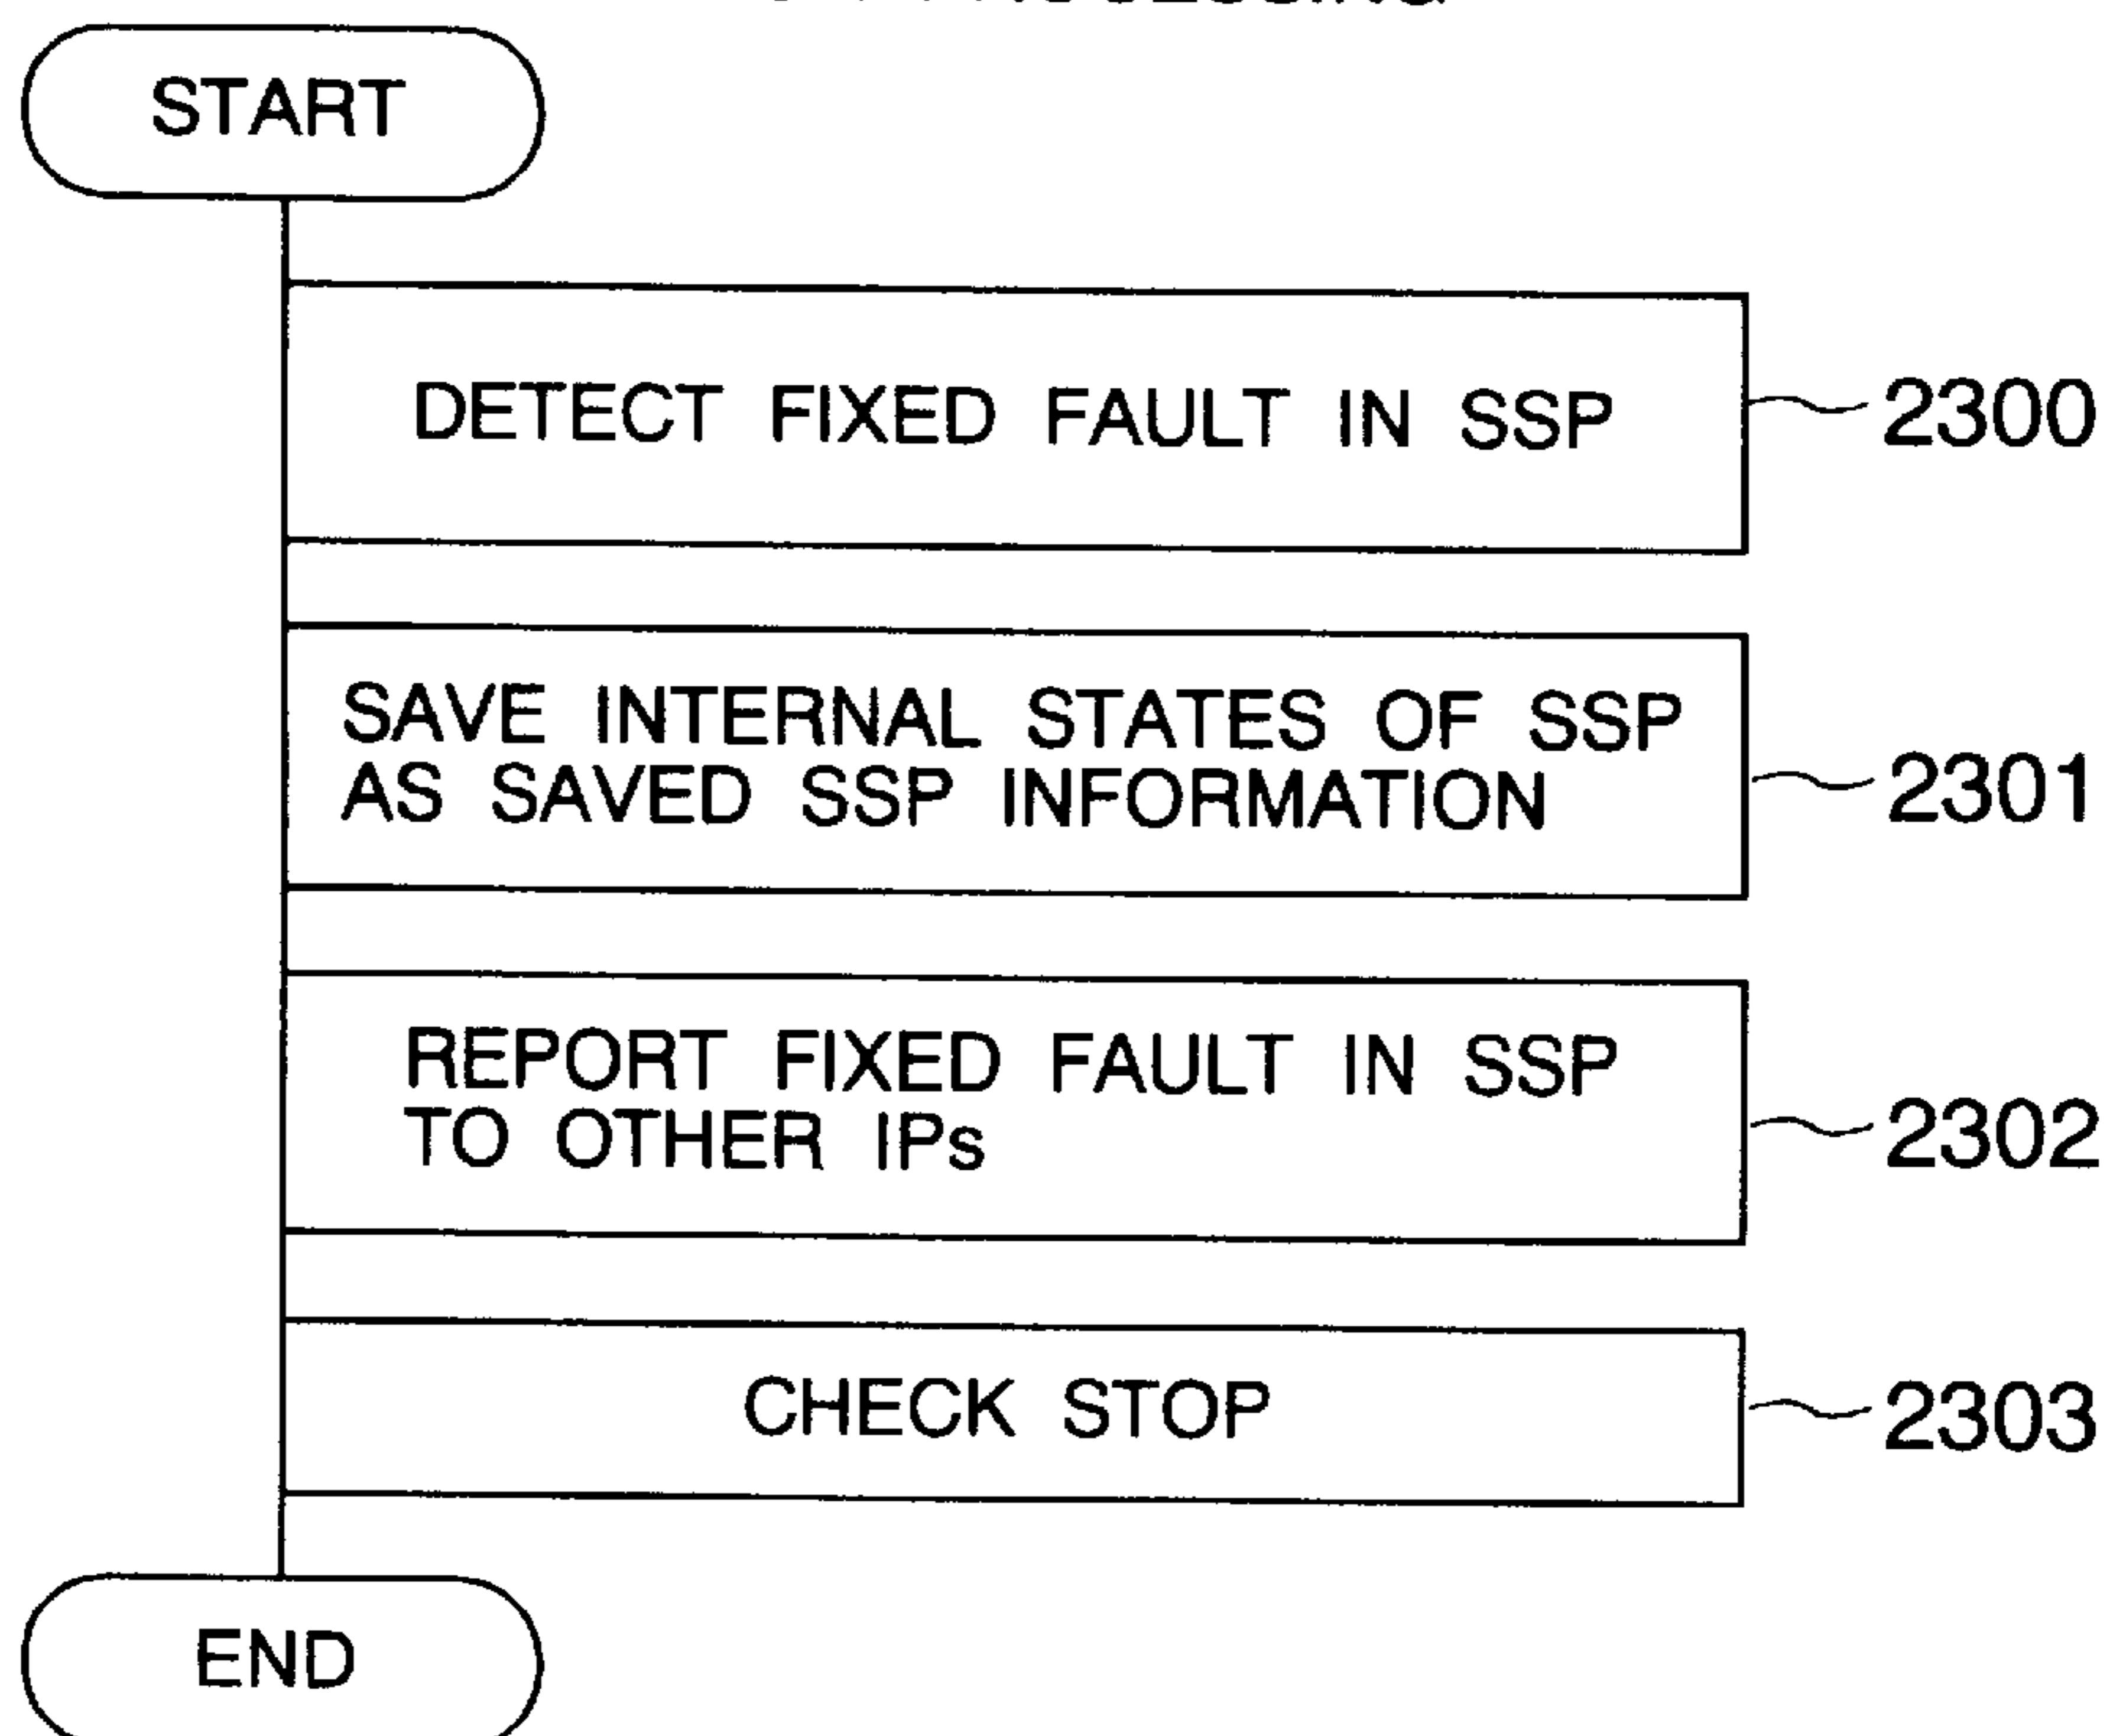 START
DETECT FIXED FAULT IN SSP
2300
SAVE INTERNAL STATES OF SSP
AS SAVED SSP INFORMATION
2301
REPORT FIXED FAULT IN SSP
TO OTHER IPs
2302
CHECK STOP
2303
END